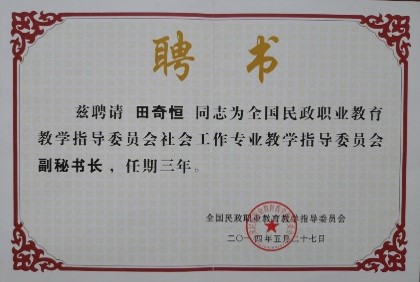 聘书
兹聘请 田奇恒 同志为全国民政职业教育
教学指导委员会社会工作专业教学指导委员会
副秘书长，任期三年。
全国民政职业教育教学指导委员会
二〇一四年五月二十七日